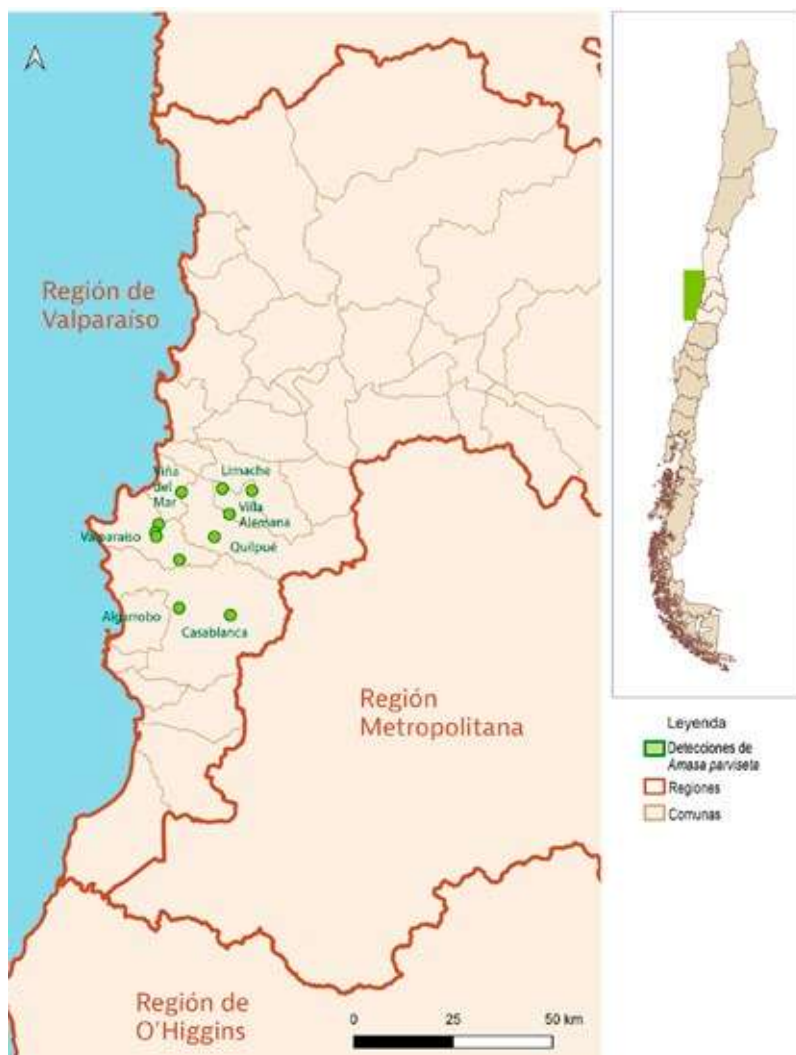 Región de
Valparaíso
Viña
del
Mar
Limache
Villa
Alemana
Valparaíso
Quilpué
Algarrobo
Casablanca
Región
Metropolitana
Región de
O'Higgins
0
25
50 km
Leyenda
Detecciones de
Amasa parviseta
Regiones
Comunas